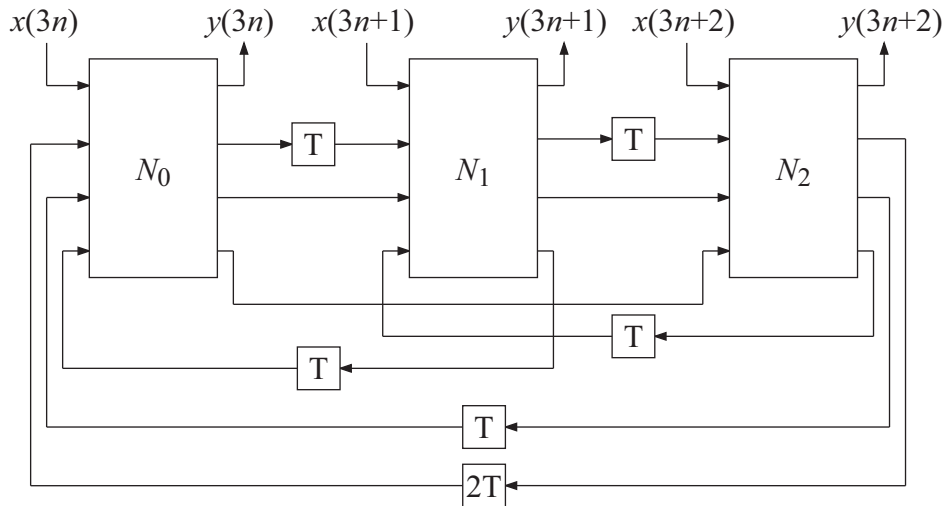 x(3n) y(3n) x(3n+1) y(3n+1) x(3n+2) y(3n+2)
T T
N0 N1 N2
T
T
T
2T